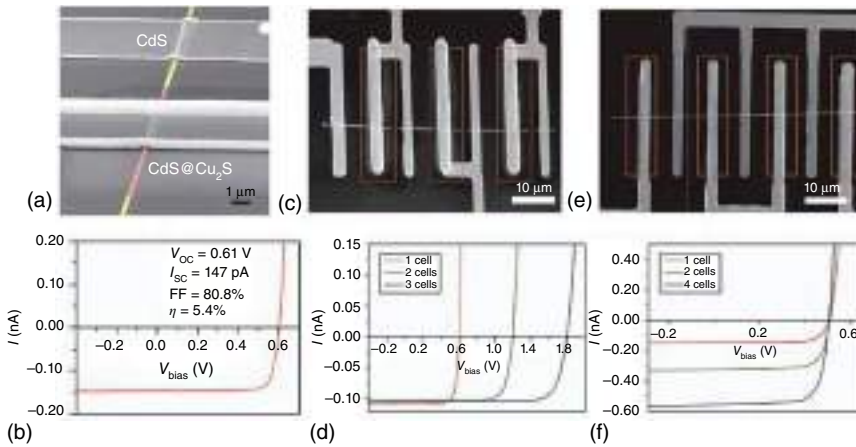 CdS
CdS@Cu₂S
1 μm
(a)
10 μm
(c)
10 μm
(e)
0.20
0.10
0.00
−0.10
−0.20
I (nA)
V_OC = 0.61 V
I_SC = 147 pA
FF = 80.8%
η = 5.4%
−0.2 0.0 0.2 0.4 0.6
V_bias (V)
(b)
0.15
0.10
0.05
0.00
−0.05
−0.10
I (nA)
1 cell
2 cells
3 cells
−0.2 0.2 0.6 1.0 1.4 1.8
V_bias (V)
(d)
0.40
0.20
0.00
−0.20
−0.40
−0.60
I (nA)
1 cell
2 cells
4 cells
−0.2 0.2 0.6
V_bias (V)
(f)